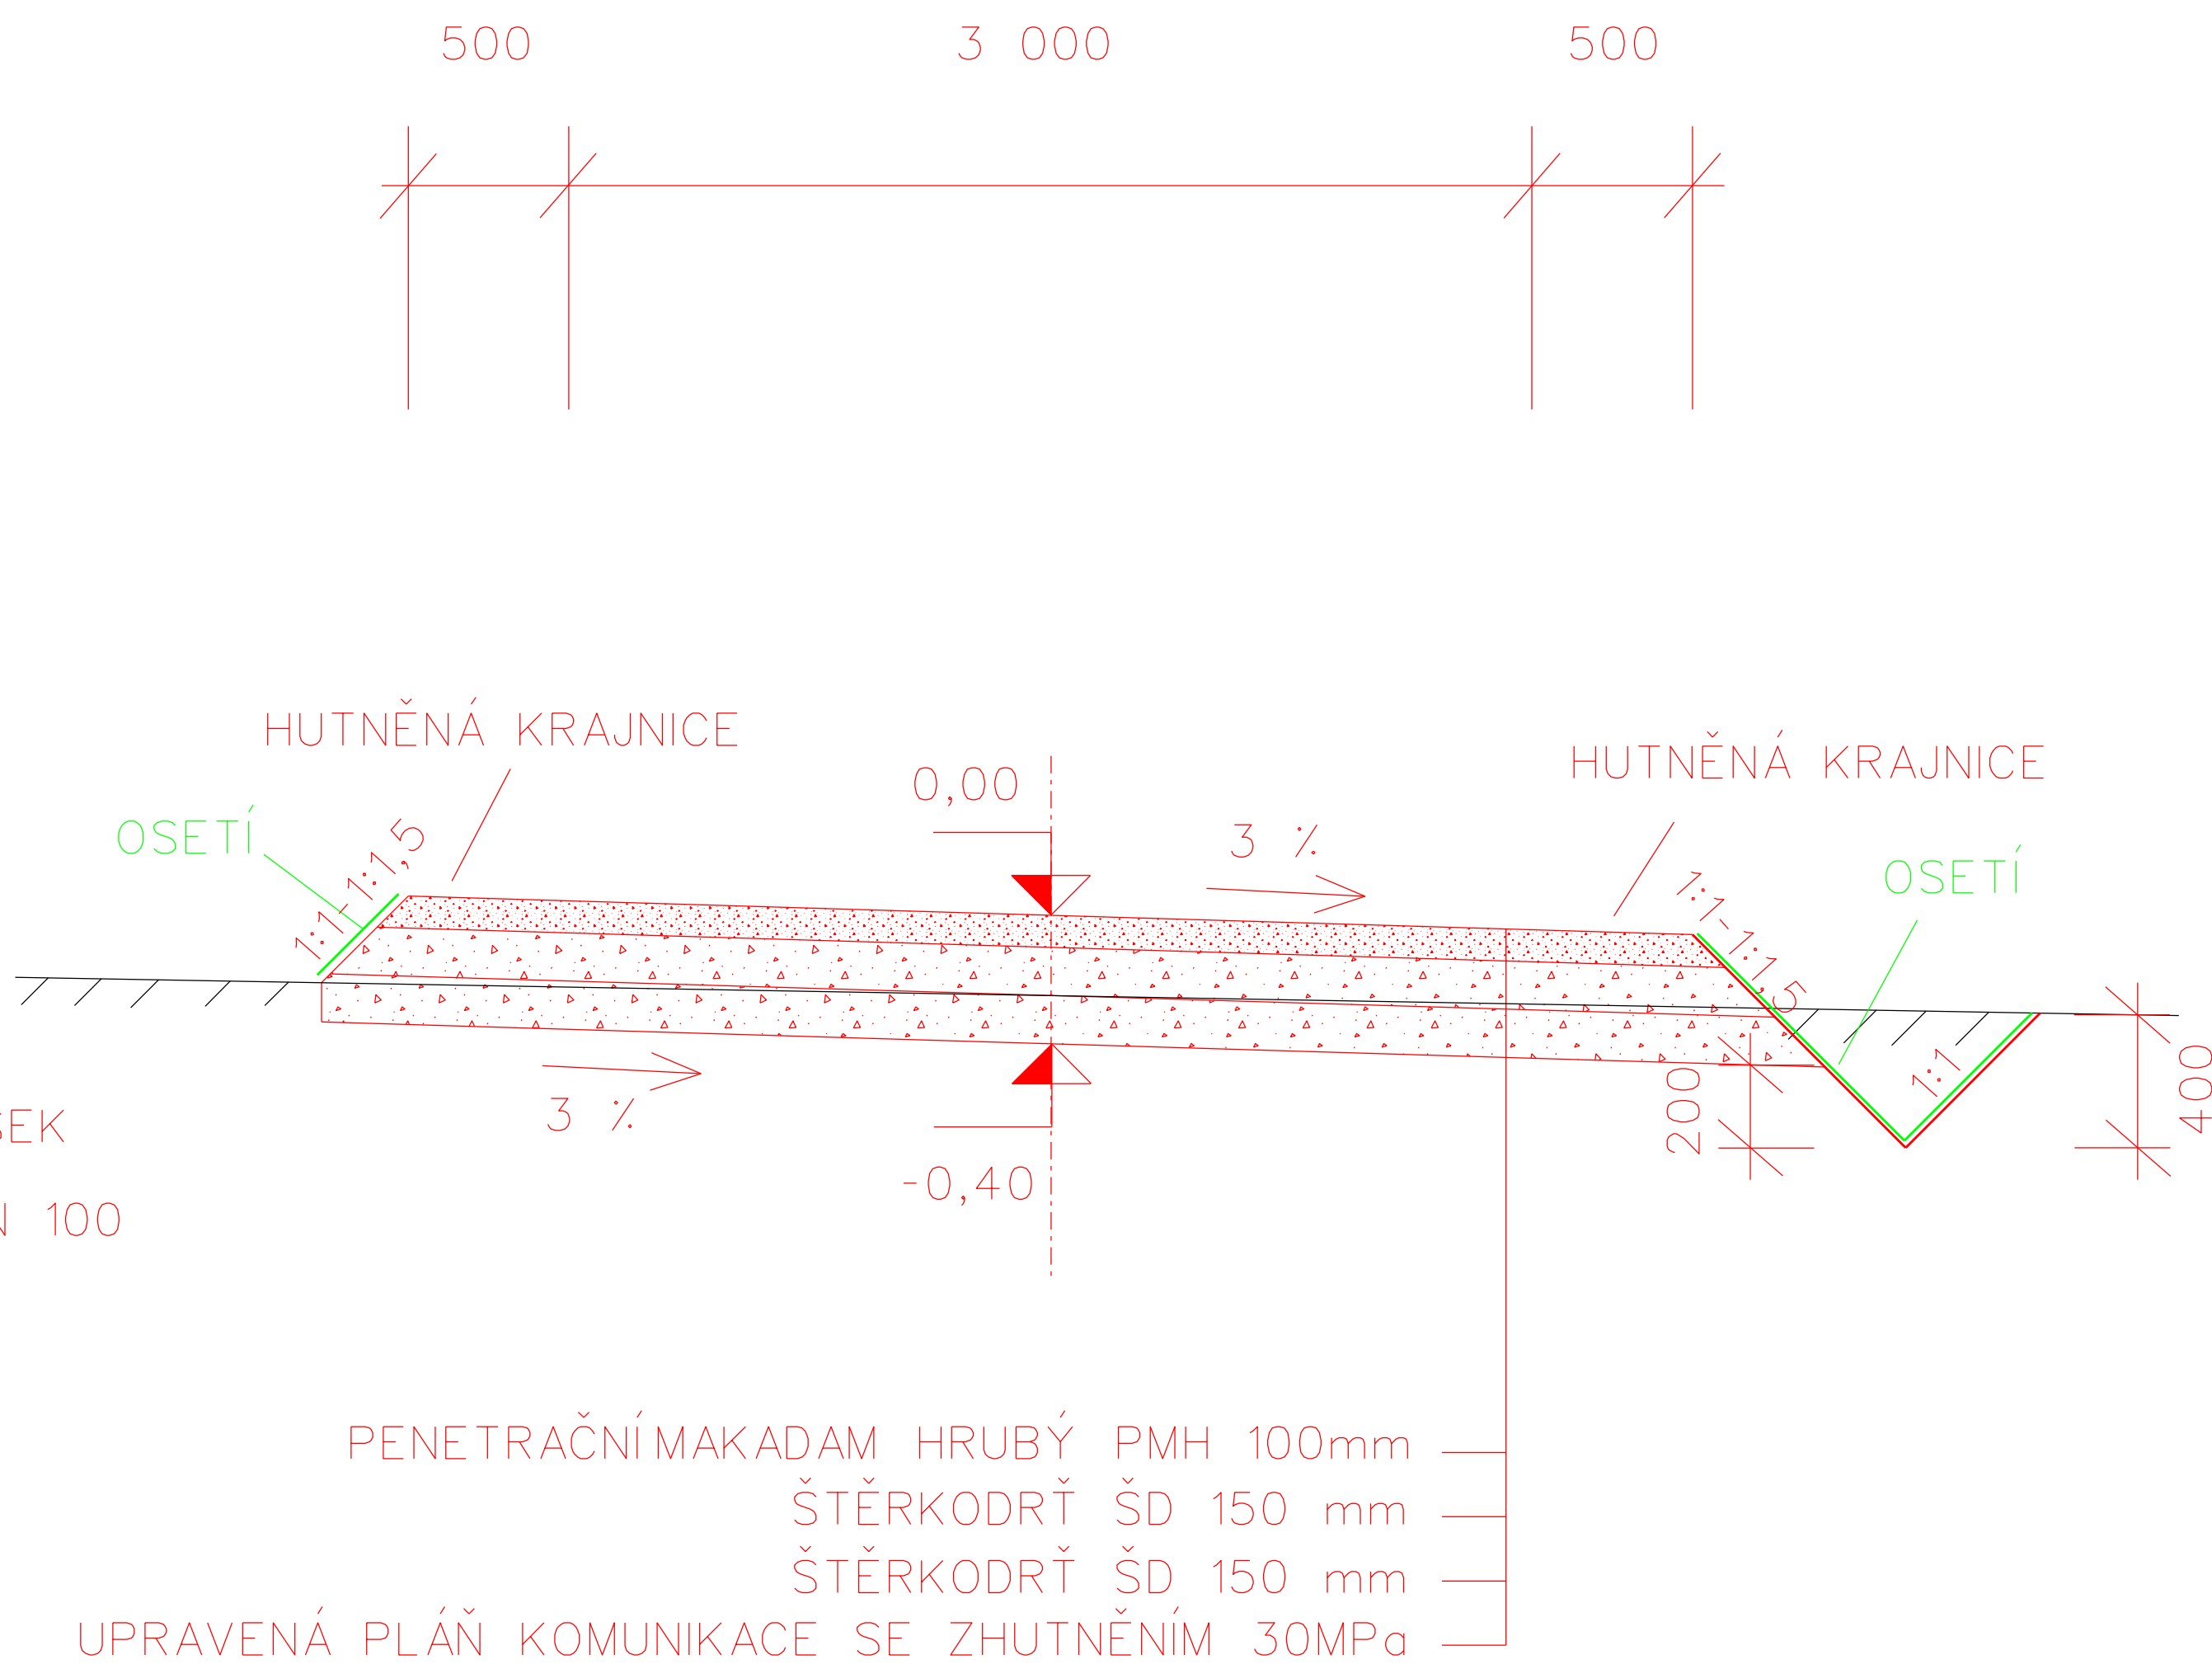 500
3 000
500
HUTNĚNÁ KRAJNICE
HUTNĚNÁ KRAJNICE
OSETÍ
1:1-1:1,5
0,00
3 %
1:1-1:1,5
OSETÍ
1:1
200
400
3 %
-0,40
100
PENETRAČNÍ MAKADAM HRUBÝ PMH 100mm
ŠTĚRKODRŤ ŠD 150 mm
ŠTĚRKODRŤ ŠD 150 mm
UPRAVENÁ PLÁŇ KOMUNIKACE SE ZHUTNĚNÍM 30MPa